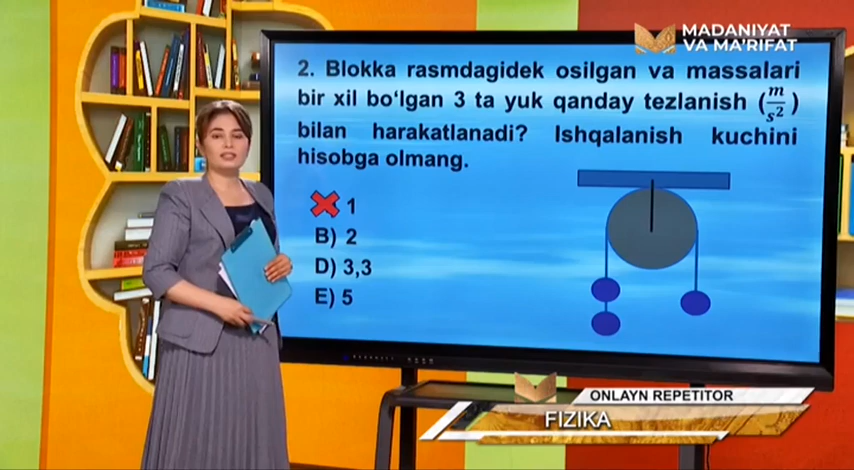 MADANIYAT
VA MA'RIFAT
2. Blokka rasmdagidek osilgan va massalari
bir xil bo‘lgan 3 ta yuk qanday tezlanish (m/s²)
bilan harakatlanadi? Ishqalanish kuchini
hisobga olmang.
1
B) 2
D) 3,3
E) 5
ONLAYN REPETITOR
FIZIKA